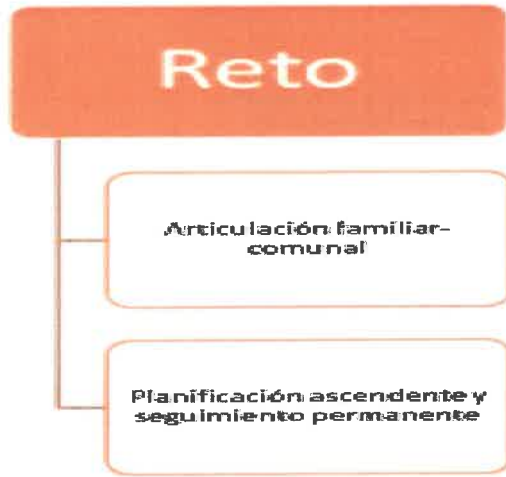 Reto
Articulación familiar-
comunal
Planificación ascendente y
seguimiento permanente